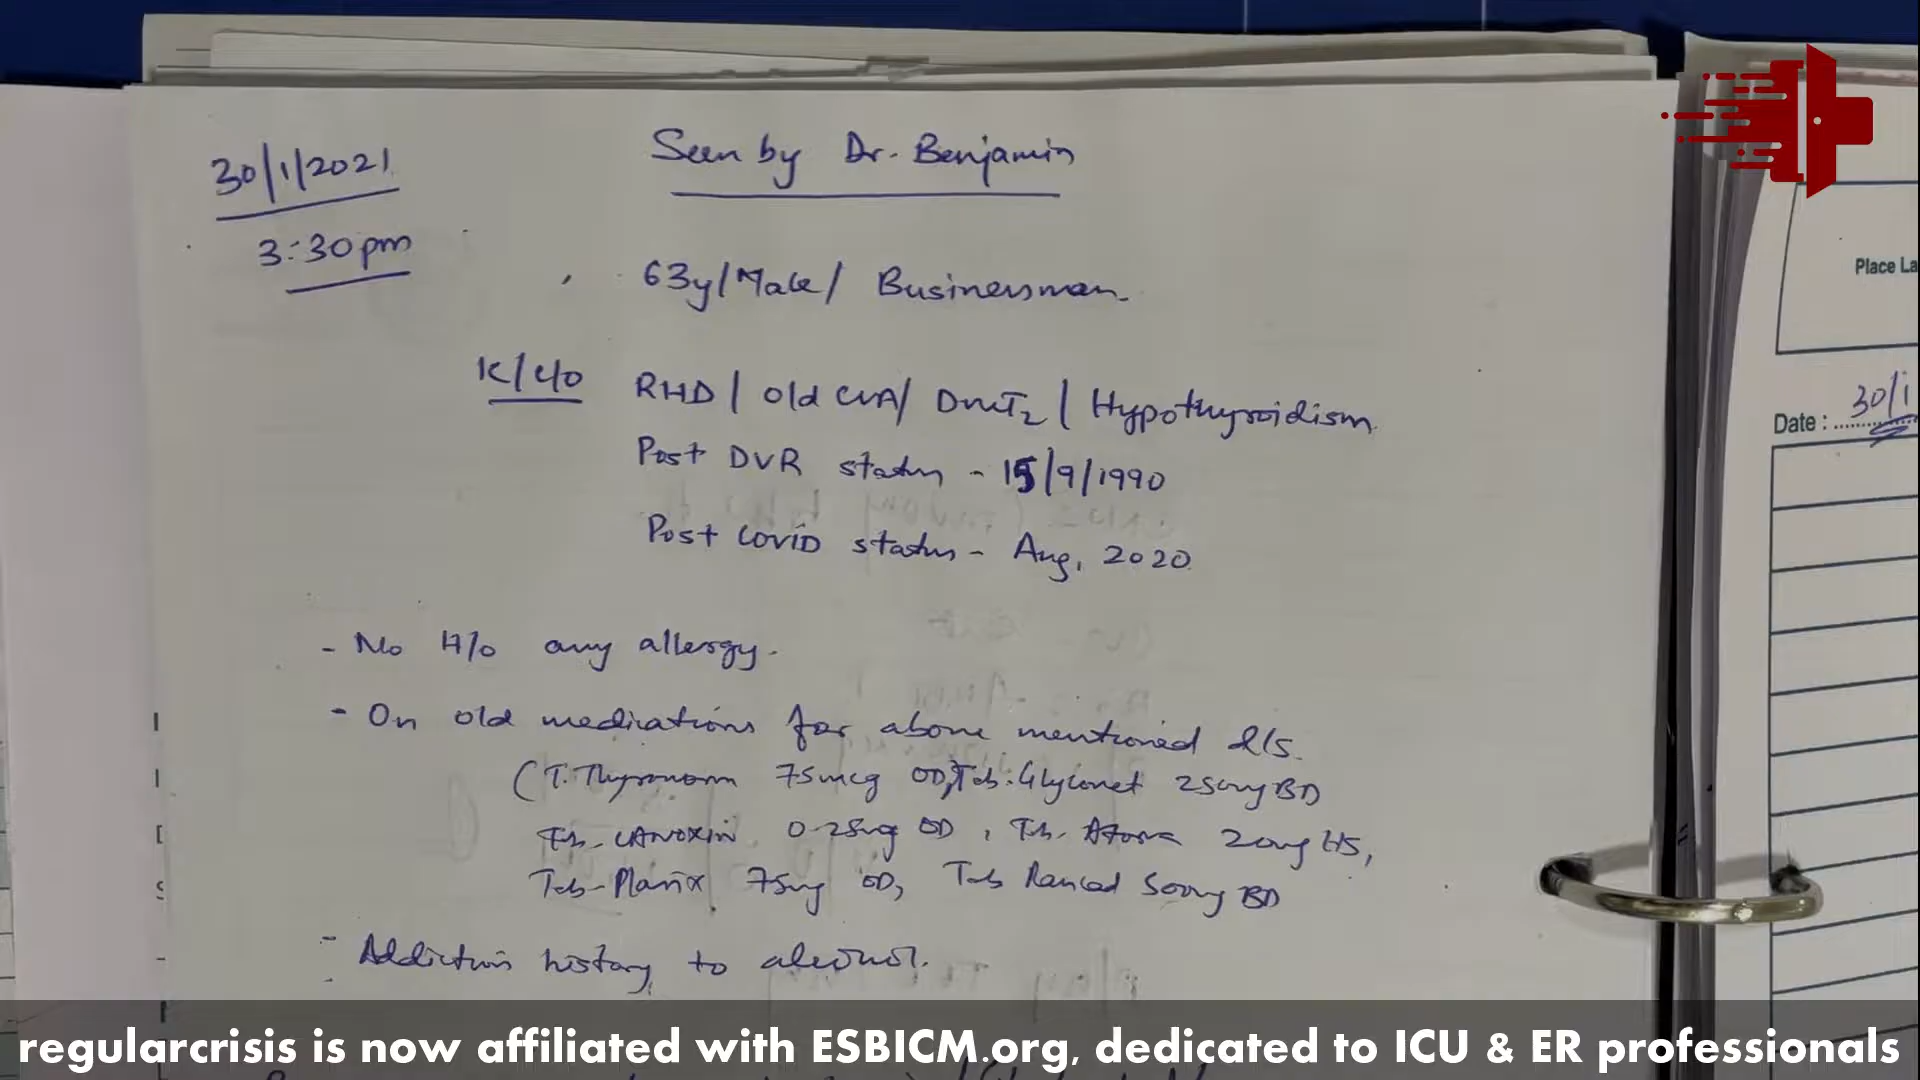 30/1/2021
3:30pm
Seen by Dr. Benjamin
63y/Male/ Businessman
K/c/o RHD / Old CVA/ DMT2 / Hypothyroidism
Post DVR status - 15/9/1990
Post COVID status - Aug, 2020
- No H/o any allergy.
- On old medications for above mentioned d/s.
(T. Thyronorm 75mcg OD, Tab. Glyconet 250mg BD
Tb. LANOXIN 0.25mg OD, Tb. Atorva 20mg HS,
Tab. Plavix 75mg OD, Tab Rancad 500mg BD
- Addiction history to alcohol.
Place La
Date : 30/1
regularcrisis is now affiliated with ESBICM.org, dedicated to ICU & ER professionals